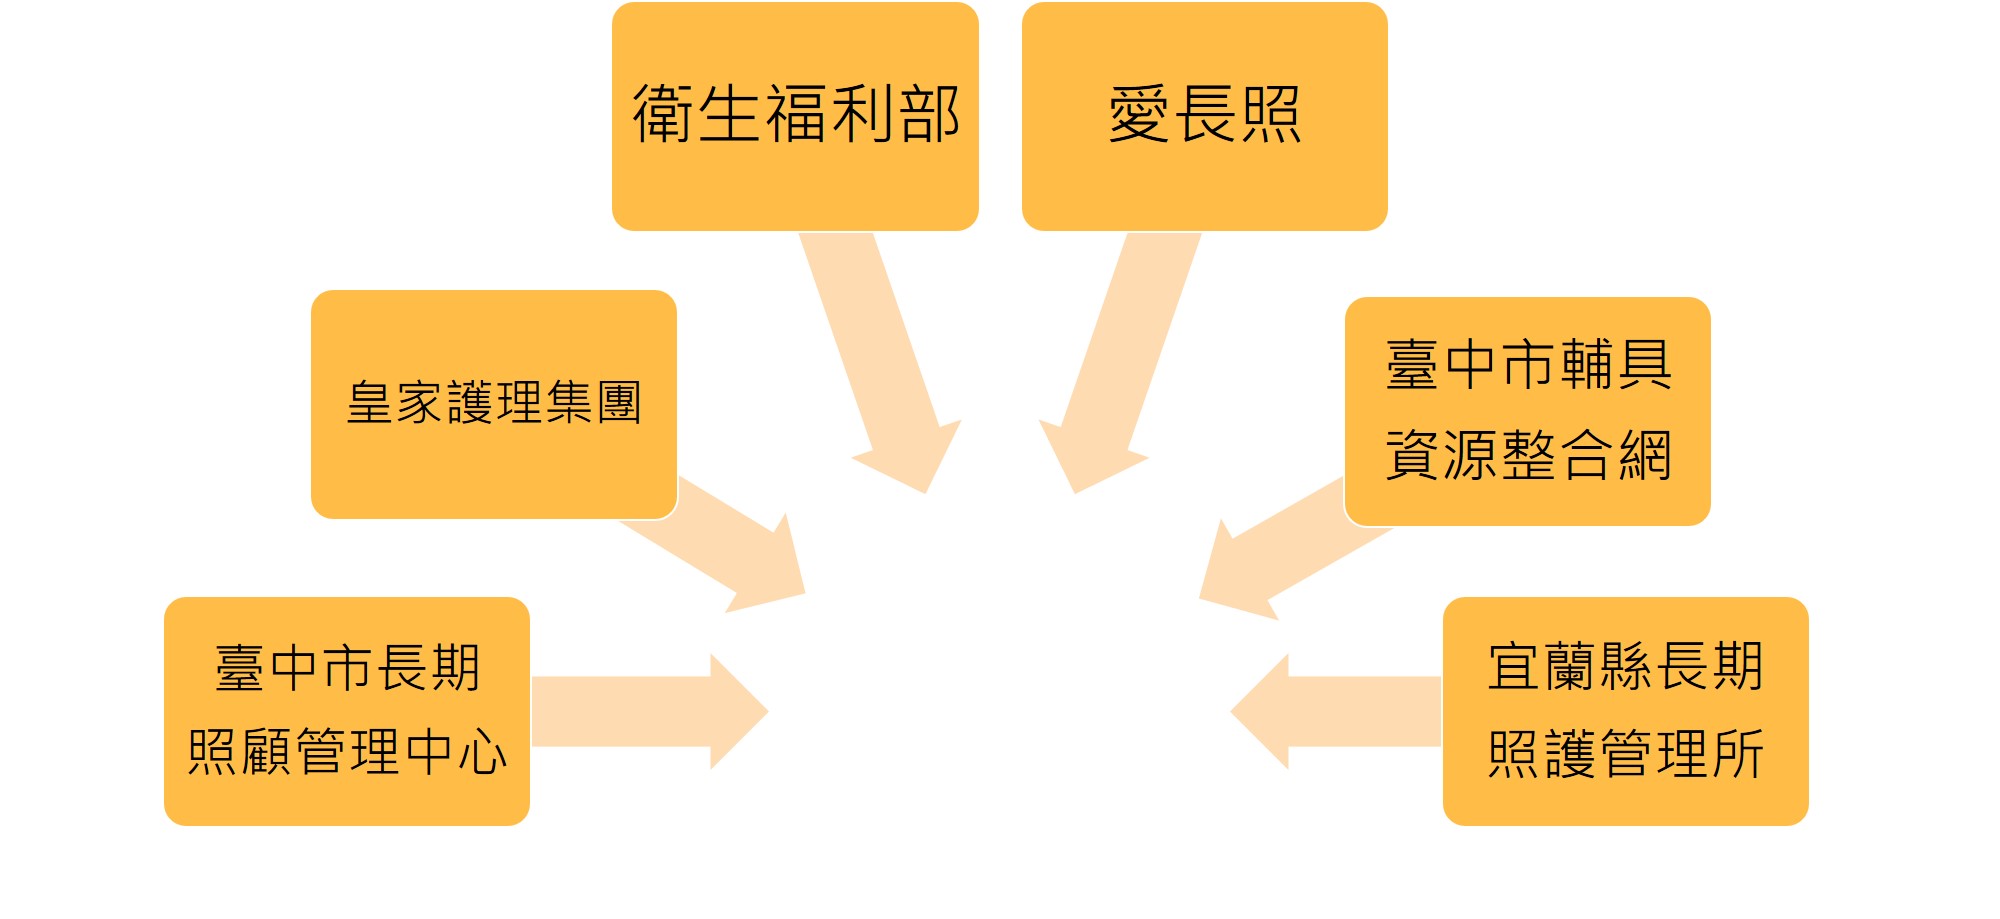 衛生福利部
愛長照
皇家護理集團
臺中市輔具
資源整合網
臺中市長期
照顧管理中心
宜蘭縣長期
照護管理所